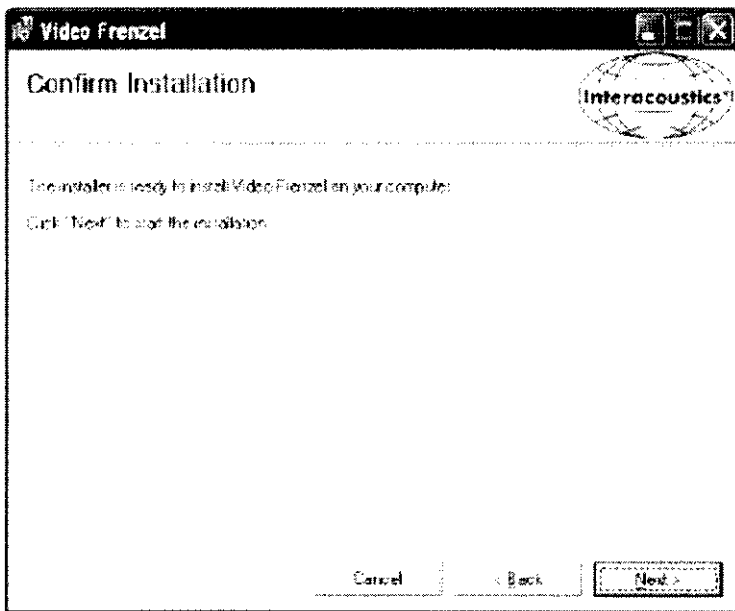 Video Frenzel
Confirm Installation
Interacoustics
The installer is ready to install Video Frenzel on your computer.
Click "Next" to start the installation.
Cancel
< Back
Next >